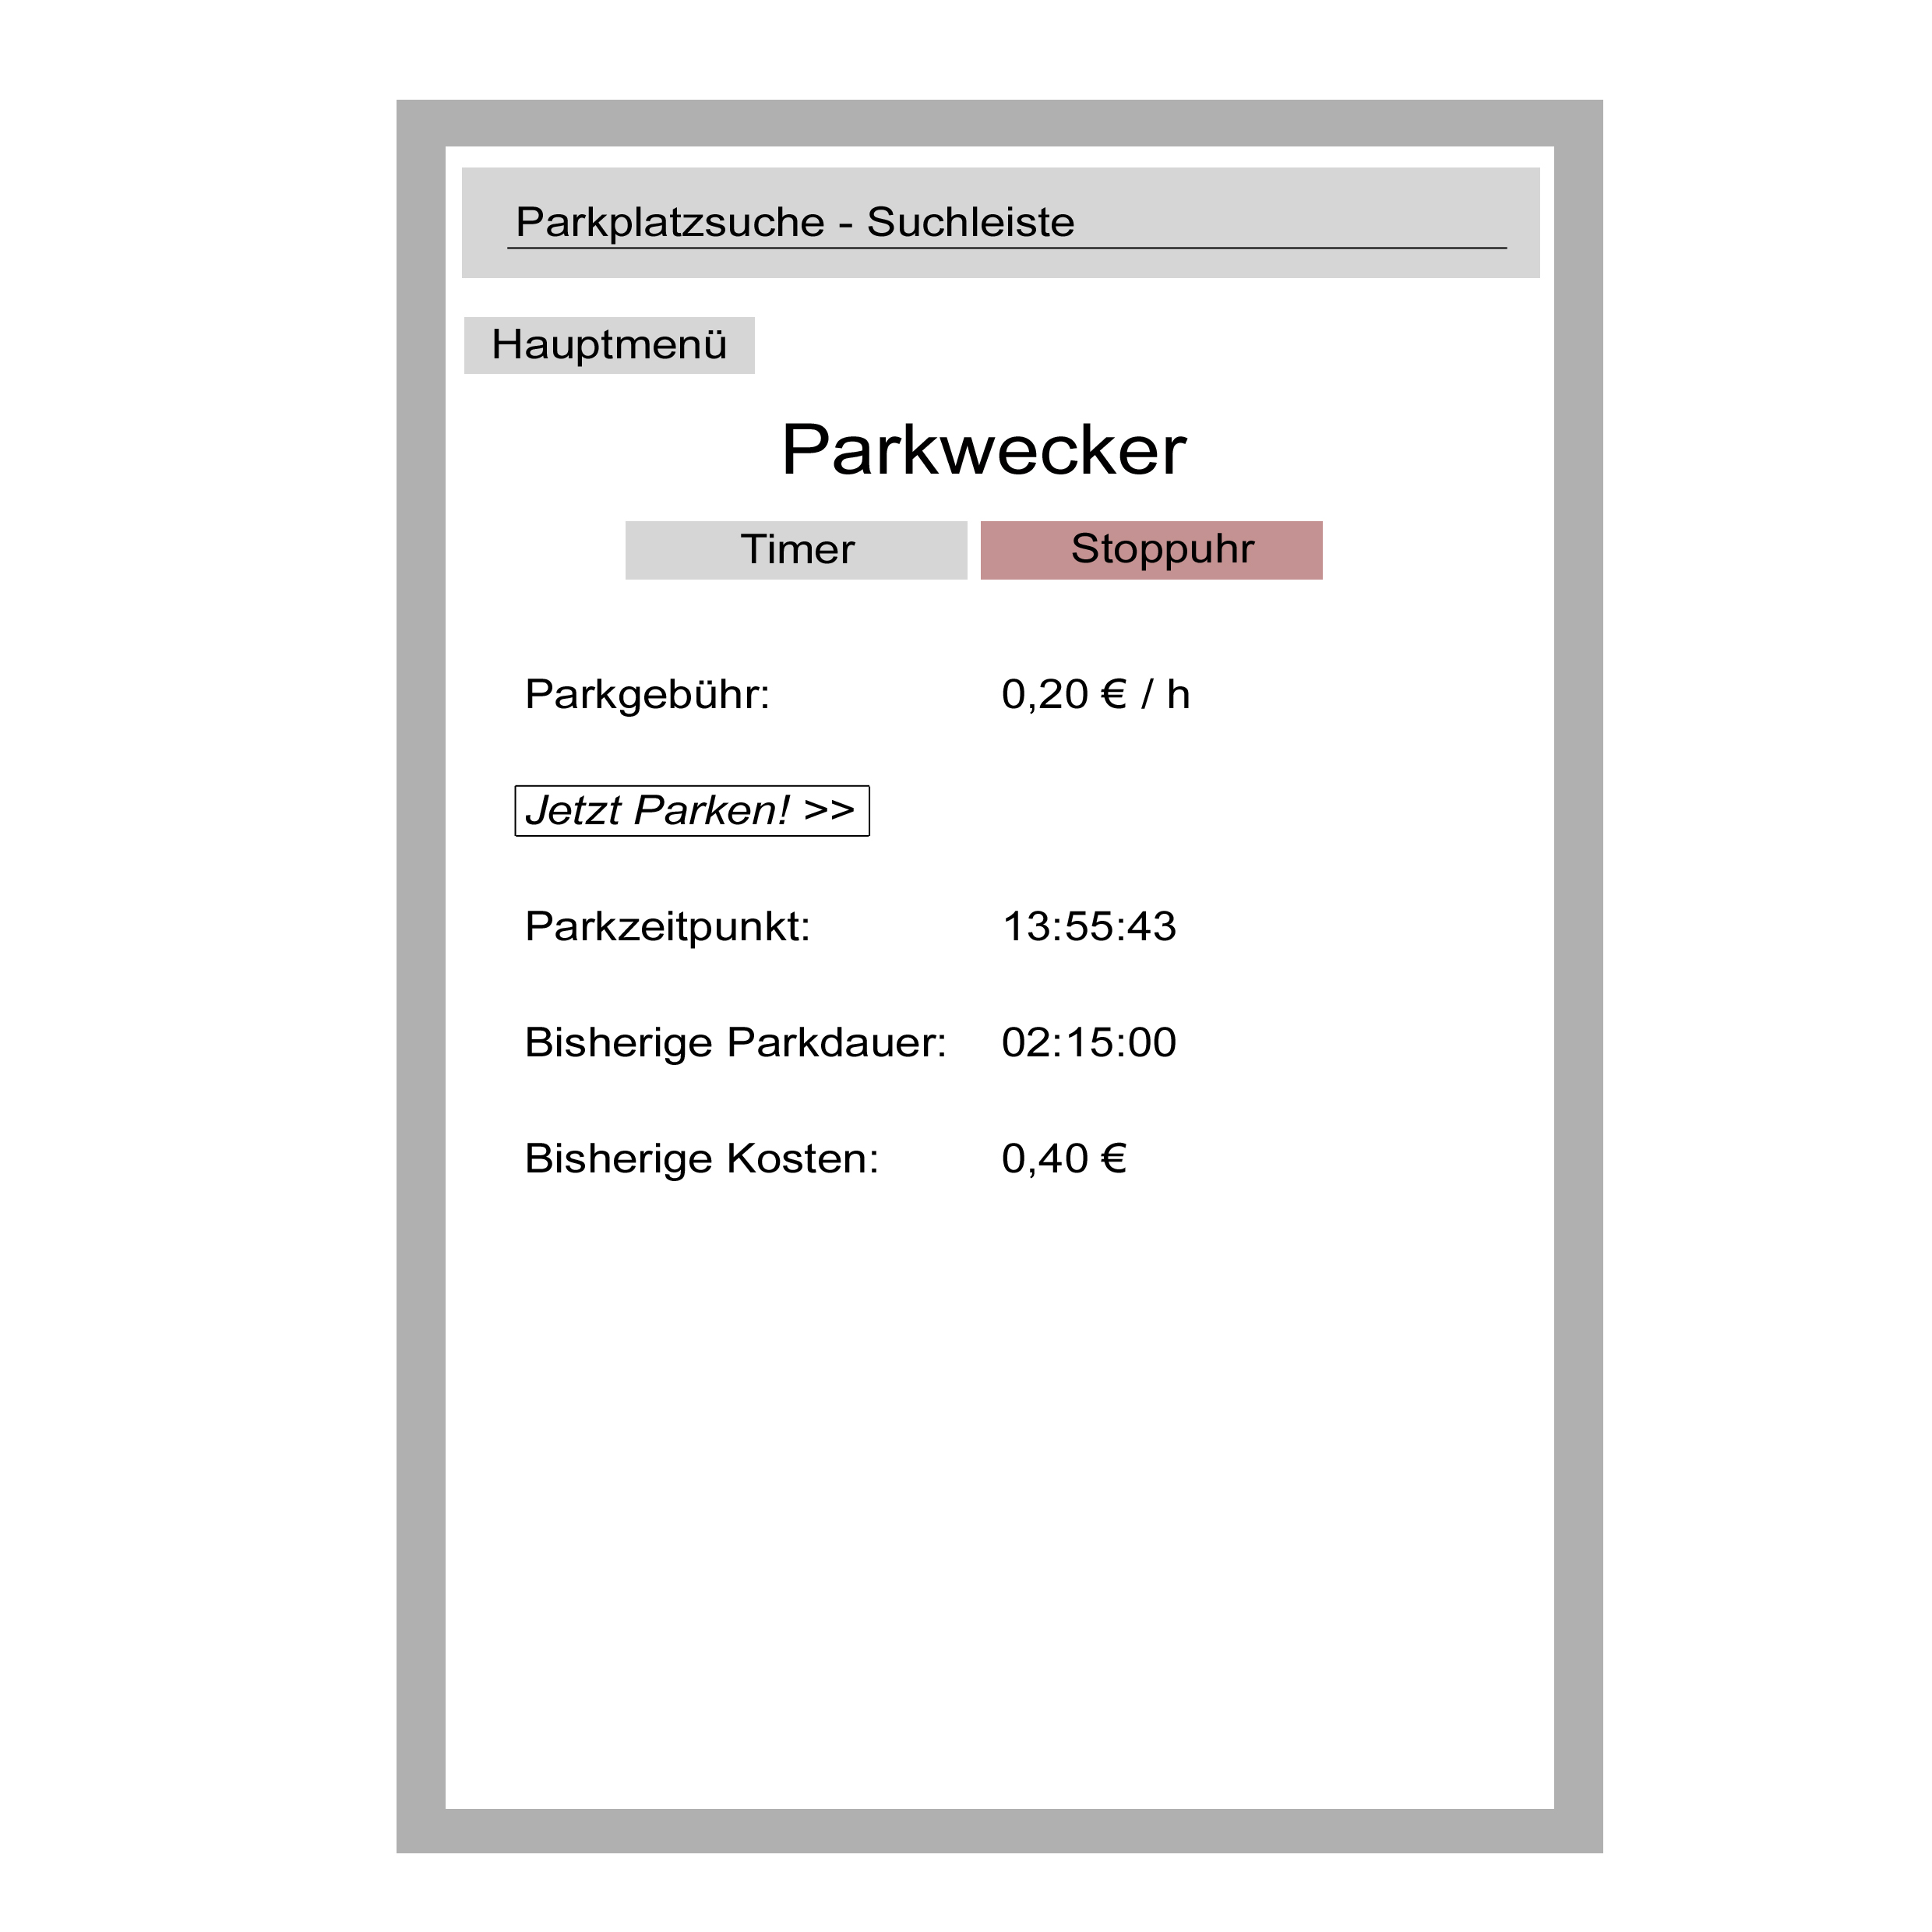 Parkplatzsuche - Suchleiste
Hauptmenü
Parkwecker
Timer Stoppuhr
Parkgebühr: 0,20 € / h
Jetzt Parken! >>
Parkzeitpunkt: 13:55:43
Bisherige Parkdauer: 02:15:00
Bisherige Kosten: 0,40 €